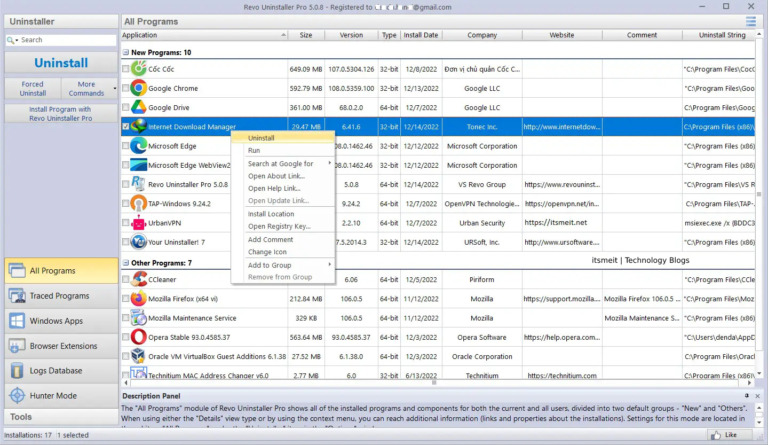 Revo Uninstaller Pro 5.0.8 - Registered to @gmail.com
Uninstaller
All Programs
Search
Uninstall
Forced Uninstall
More Commands
Install Program with Revo Uninstaller Pro
Application Size Version Type Install Date Company Website Comment Uninstall String
New Programs: 10
Cốc Cốc 649.09 MB 107.0.5304.126 32-bit 12/8/2022 Đơn vị chủ quản Cốc C... "C:\Program Files\CocC
Google Chrome 592.79 MB 108.0.5359.100 32-bit 12/13/2022 Google LLC "C:\Program Files\Goo
Google Drive 361.00 MB 68.0.2.0 64-bit 12/1/2022 Google LLC "C:\Program Files\Goo
Internet Download Manager 29.47 MB 6.41.6 32-bit 12/14/2022 Tonec Inc. http://www.internetdow... C:\Program Files (x86)\
Microsoft Edge 08.0.1462.46 32-bit 12/14/2022 Microsoft Corporation "C:\Program Files (x86)
Microsoft Edge WebView2 08.0.1462.46 32-bit 12/14/2022 Microsoft Corporation "C:\Program Files (x86)
Revo Uninstaller Pro 5.0.8 5.0.8 64-bit 12/14/2022 VS Revo Group https://www.revouninst... "C:\Program Files\VS R
TAP-Windows 9.24.2 9.24.2 64-bit 12/14/2022 OpenVPN Technologie... https://openvpn.net/in... C:\Program Files\TAP-
UrbanVPN 2.2.10 64-bit 12/14/2022 Urban Security https://itsmeit.net msiexec.exe /x {BDDC3
Your Uninstaller! 7 7.5.2014.3 32-bit 12/14/2022 URSoft, Inc. http://www.ursoftware... "C:\Program Files (x86)
Uninstall
Run
Search at Google for
Open About Link...
Open Help Link...
Open Update Link...
Install Location
Open Registry Key...
Add Comment
Change Icon
Add to Group
Remove from Group
itsmeit | Technology Blogs
Other Programs: 7
CCleaner 6.06 64-bit 12/5/2022 Piriform "C:\Program Files\CCle
Mozilla Firefox (x64 vi) 212.84 MB 106.0.5 64-bit 11/12/2022 Mozilla https://support.mozilla.... Mozilla Firefox 106.0.5 ... "C:\Program Files\Mozi
Mozilla Maintenance Service 329 KB 106.0.5 64-bit 11/12/2022 Mozilla Mozilla Maintenance S... "C:\Program Files (x86)
Opera Stable 93.0.4585.37 563.64 MB 93.0.4585.37 64-bit 12/2/2022 Opera Software https://help.opera.com... "C:\Users\denda\App
Oracle VM VirtualBox Guest Additions 6.1.38 27.52 MB 6.1.38.0 64-bit 11/12/2022 Oracle Corporation C:\Program Files\Oracl
Technitium MAC Address Changer v6.0 2.77 MB 6.0 32-bit 6/13/2022 Technitium https://technitium.com "C:\Program Files (x86)
All Programs
Traced Programs
Windows Apps
Browser Extensions
Logs Database
Hunter Mode
Tools
Description Panel
The "All Programs" module of Revo Uninstaller Pro shows all of the installed programs and components for both the current and all users, divided into two default groups - "New" and "Others".
When using either the "Details" view type or by using the context menu, you can reach additional information (links and properties about the installations). Settings for this mode are located in
Installations: 17 1 selected
Like